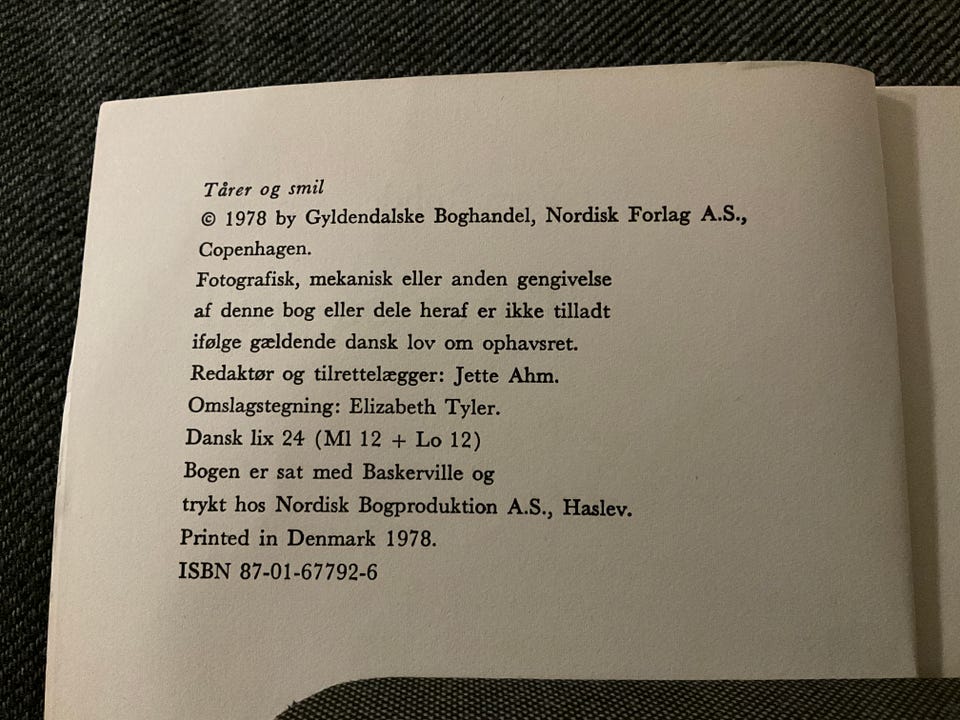 Tårer og smil
© 1978 by Gyldendalske Boghandel, Nordisk Forlag A.S.,
Copenhagen.
Fotografisk, mekanisk eller anden gengivelse
af denne bog eller dele heraf er ikke tilladt
ifølge gældende dansk lov om ophavsret.
Redaktør og tilrettelægger: Jette Ahm.
Omslagstegning: Elizabeth Tyler.
Dansk lix 24 (Ml 12 + Lo 12)
Bogen er sat med Baskerville og
trykt hos Nordisk Bogproduktion A.S., Haslev.
Printed in Denmark 1978.
ISBN 87-01-67792-6